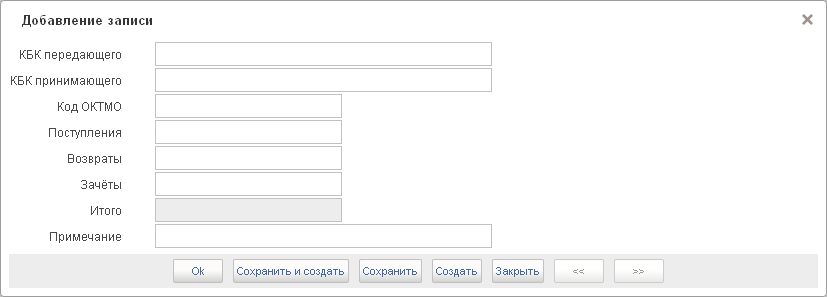 Добавление записи
КБК передающего
КБК принимающего
Код ОКТМО
Поступления
Возвраты
Зачёты
Итого
Примечание
Ok Сохранить и создать Сохранить Создать Закрыть << >>